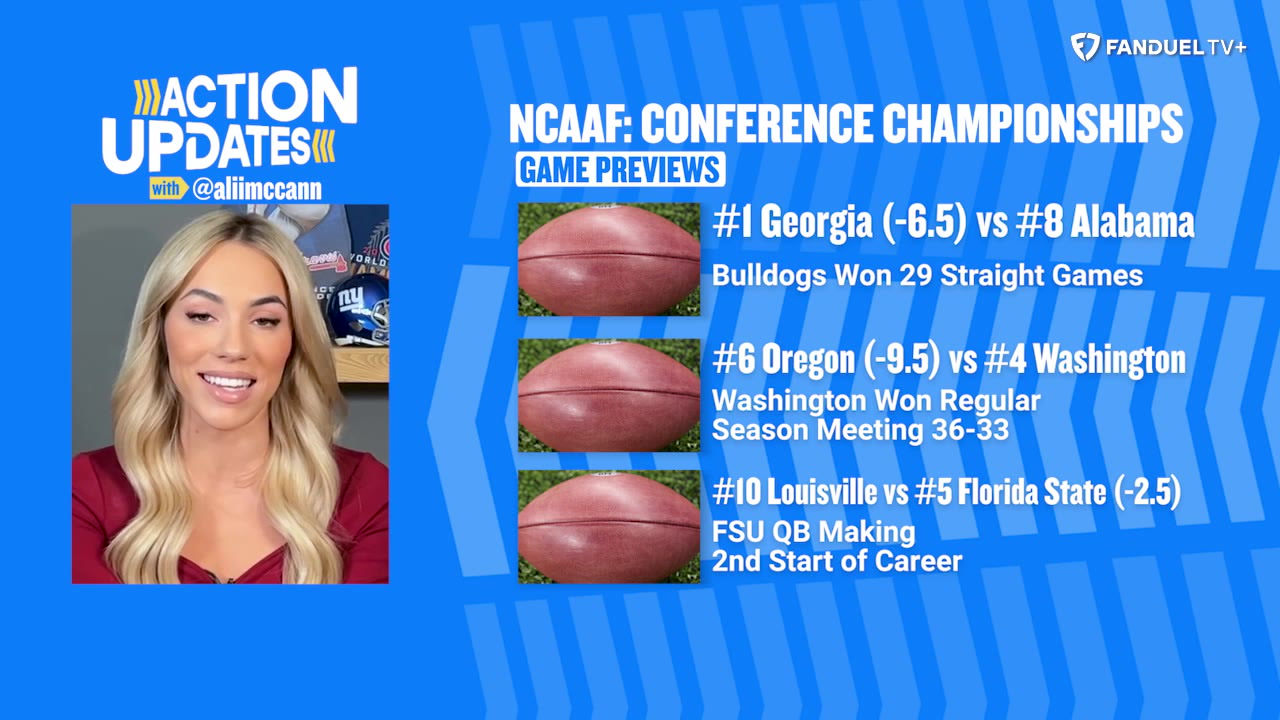 FANDUEL TV+
ACTION
UPDATES
with @aliimccann
NCAAF: CONFERENCE CHAMPIONSHIPS
GAME PREVIEWS
#1 Georgia (-6.5) vs #8 Alabama
Bulldogs Won 29 Straight Games
#6 Oregon (-9.5) vs #4 Washington
Washington Won Regular
Season Meeting 36-33
#10 Louisville vs #5 Florida State (-2.5)
FSU QB Making
2nd Start of Career
ny